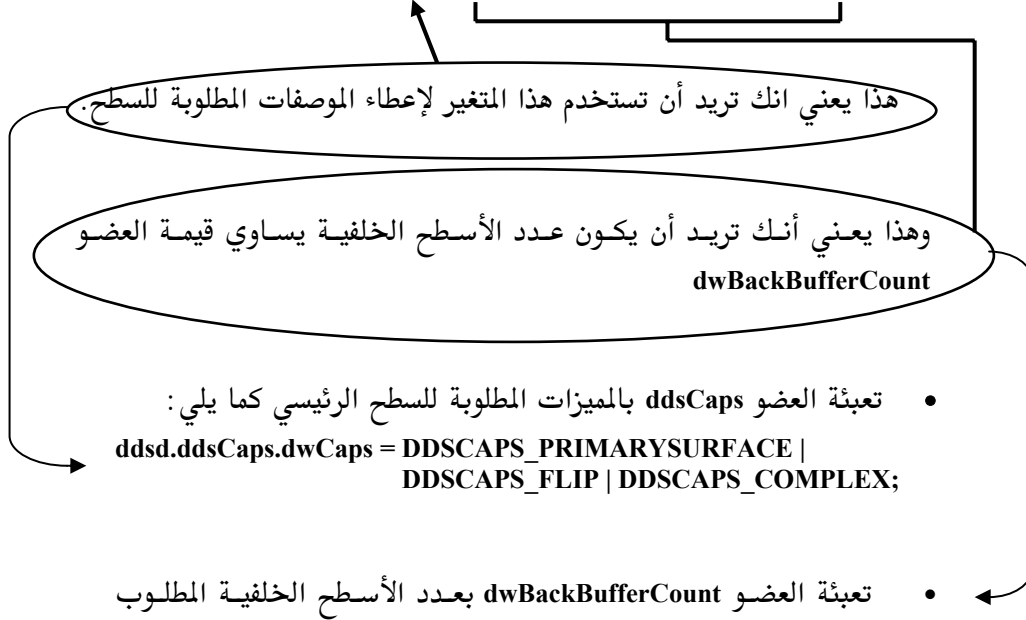 هذا يعني انك تريد أن تستخدم هذا المتغير لإعطاء الموصفات المطلوبة للسطح.
وهذا يعني أنك تريد أن يكون عدد الأسطح الخلفية يساوي قيمة العضو
dwBackBufferCount
• تعبئة العضو ddsCaps بالمميزات المطلوبة للسطح الرئيسي كما يلي:
ddsd.ddsCaps.dwCaps = DDSCAPS_PRIMARYSURFACE |
DDSCAPS_FLIP | DDSCAPS_COMPLEX;
• تعبئة العضو dwBackBufferCount بعدد الأسطح الخلفية المطلوب